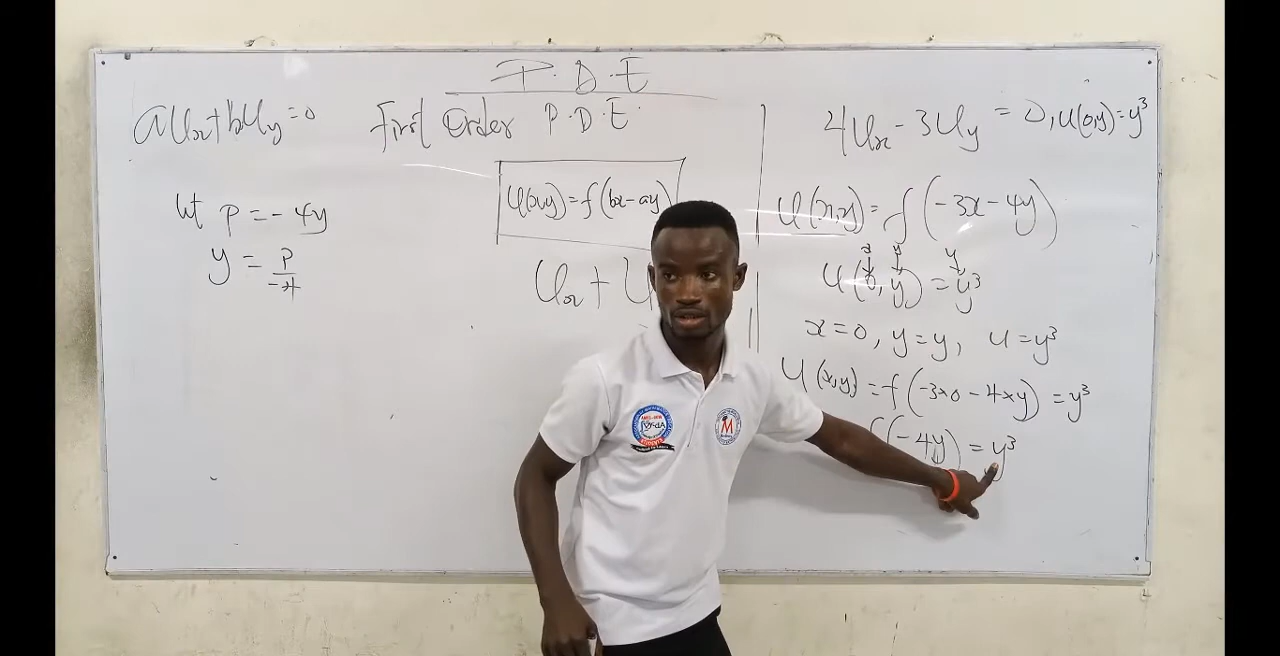 P.D.E
aUx+bUy=0 First Order P.D.E
Let p = -4y
y = p/-4
U(x,y)=f(bx-ay)
Ux + U
4Ux - 3Uy = 0, U(0,y)=y³
U(x,y) = f(-3x-4y)
x y y
U(0,y) = y³
x=0, y=y, U=y³
U(x,y) = f(-3×0-4×y) = y³
f(-4y) = y³
M